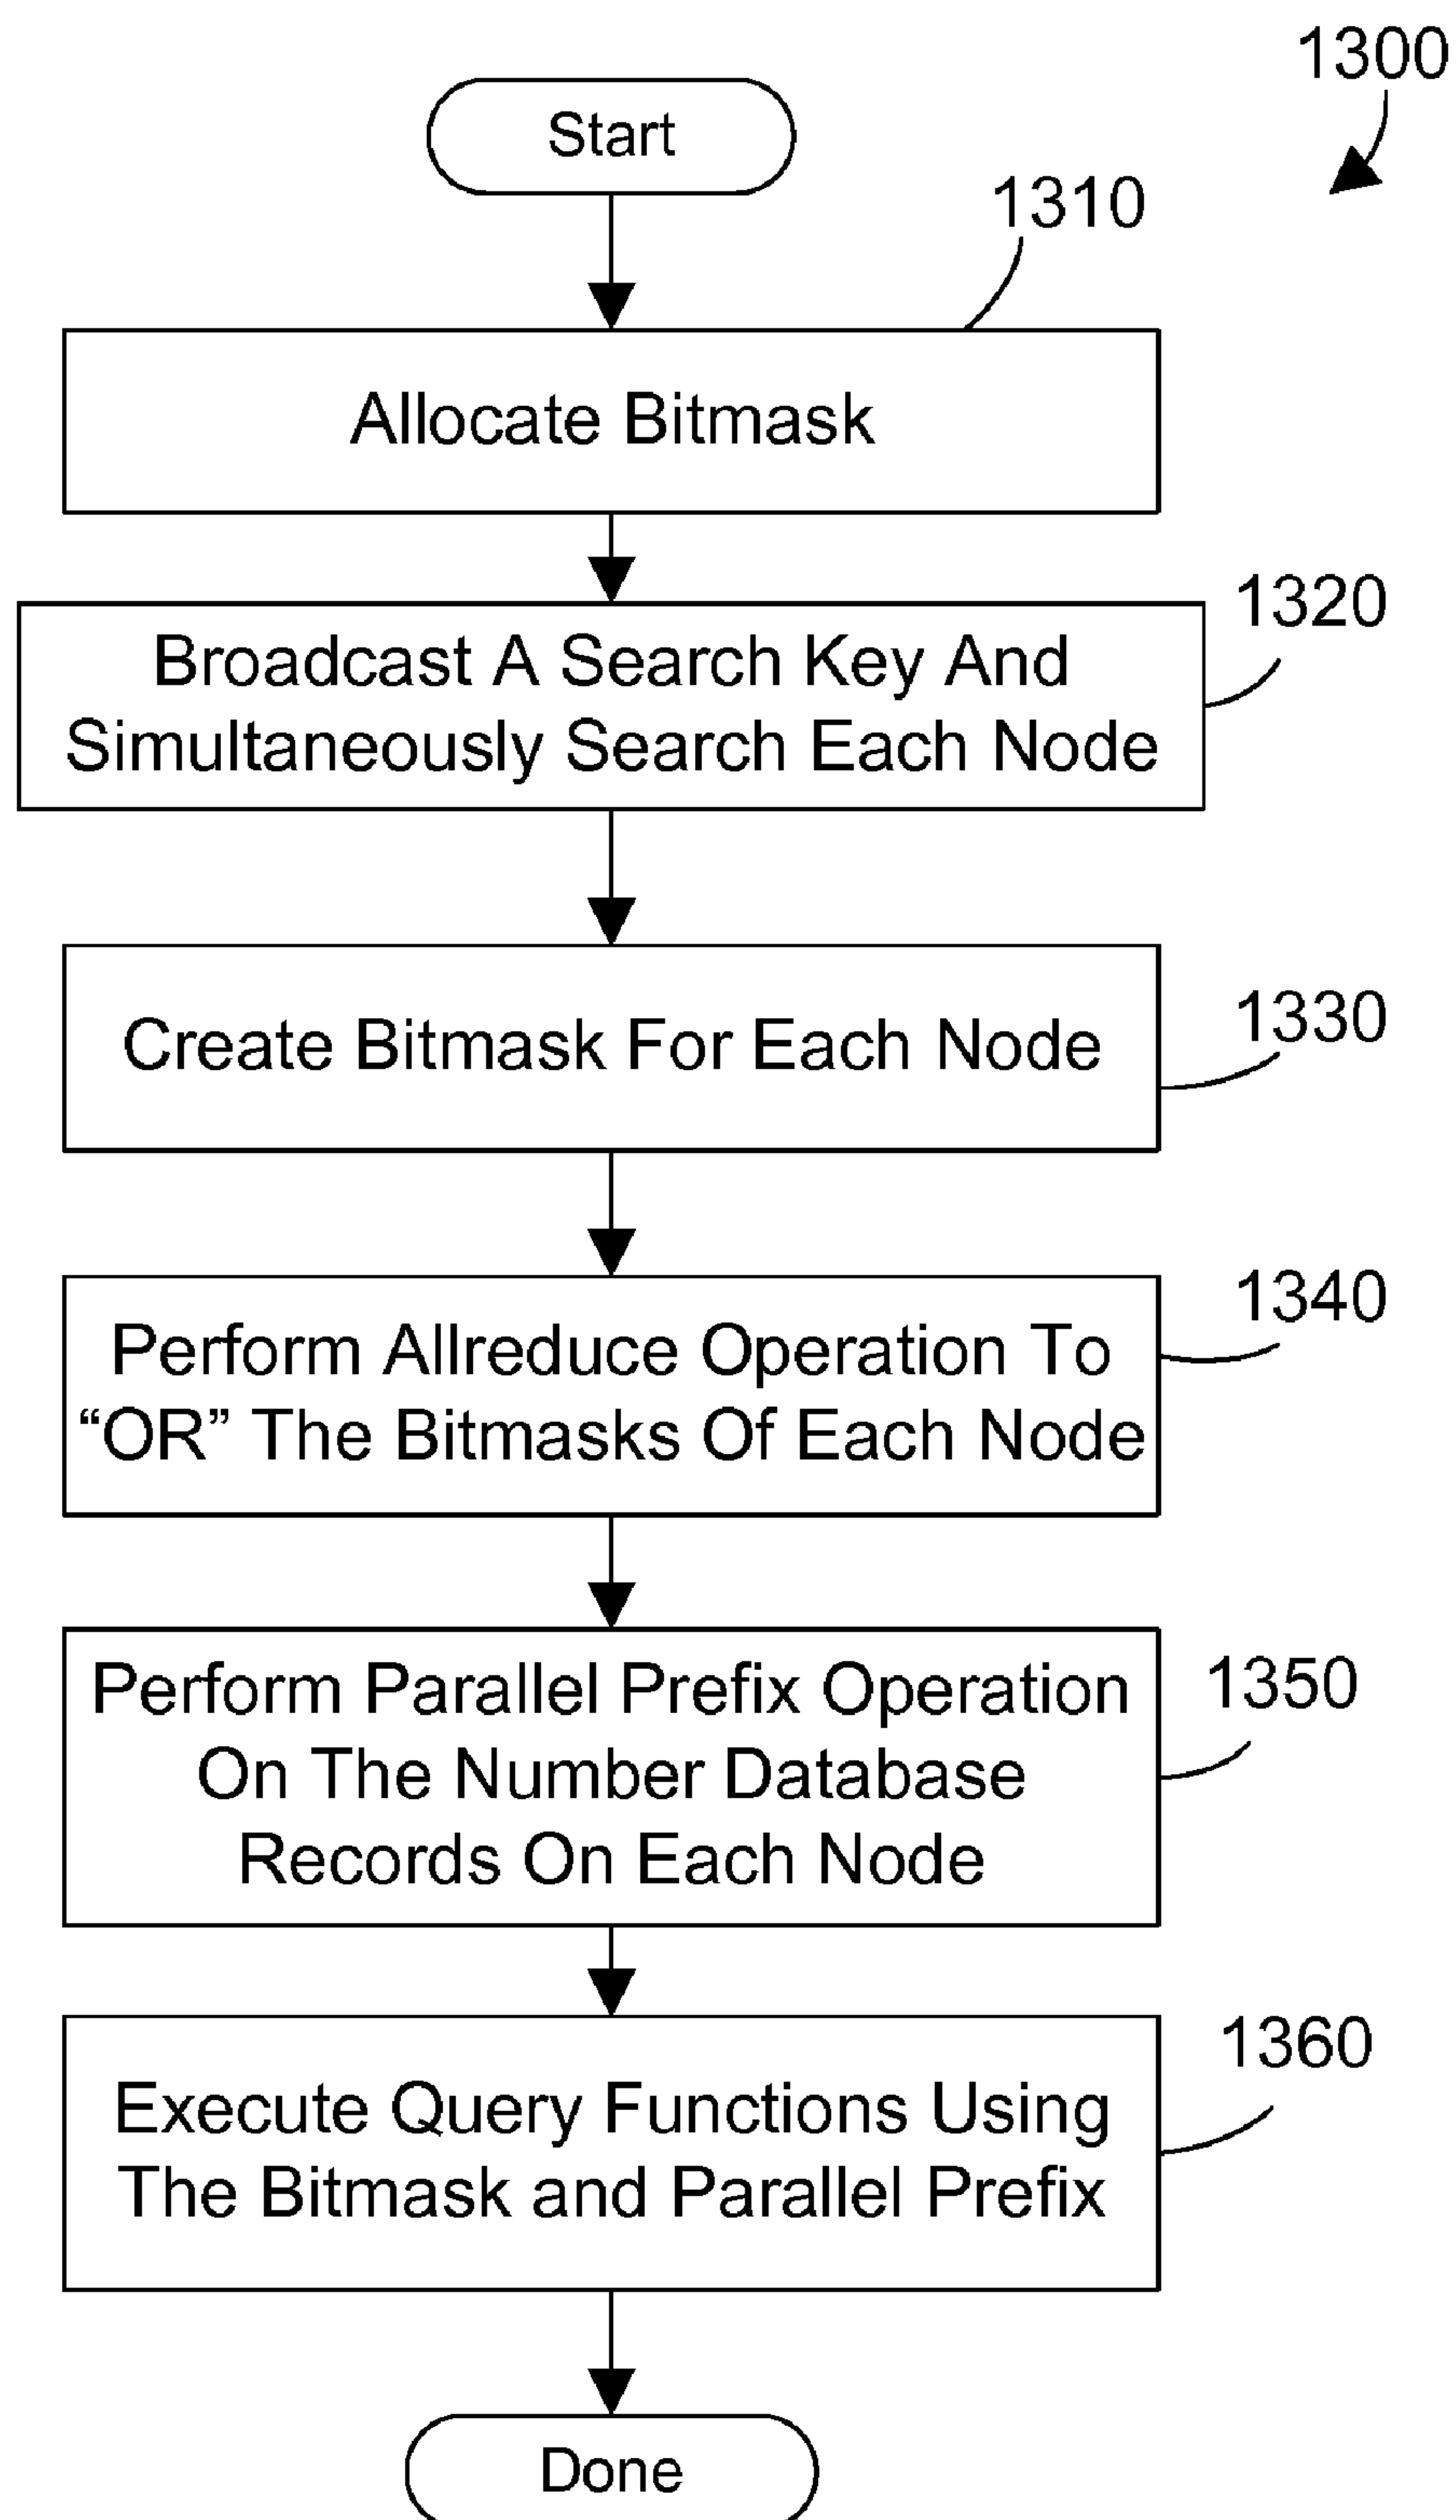 1300
Start
1310
Allocate Bitmask
1320
Broadcast A Search Key And
Simultaneously Search Each Node
1330
Create Bitmask For Each Node
1340
Perform Allreduce Operation To
“OR” The Bitmasks Of Each Node
1350
Perform Parallel Prefix Operation
On The Number Database
Records On Each Node
1360
Execute Query Functions Using
The Bitmask and Parallel Prefix
Done